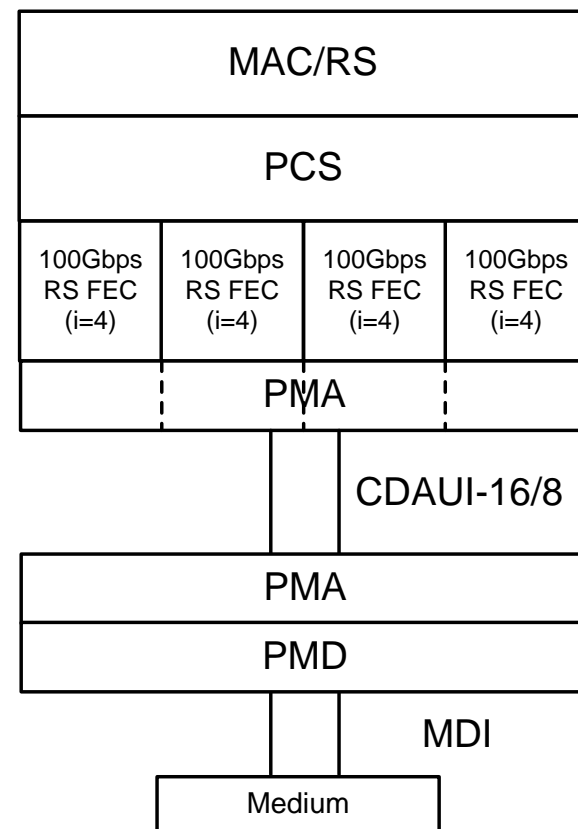 MAC/RS
PCS
100Gbps 100Gbps 100Gbps 100Gbps
RS FEC RS FEC RS FEC RS FEC
(i=4) (i=4) (i=4) (i=4)
PMA
CDAUI-16/8
PMA
PMD
MDI
Medium